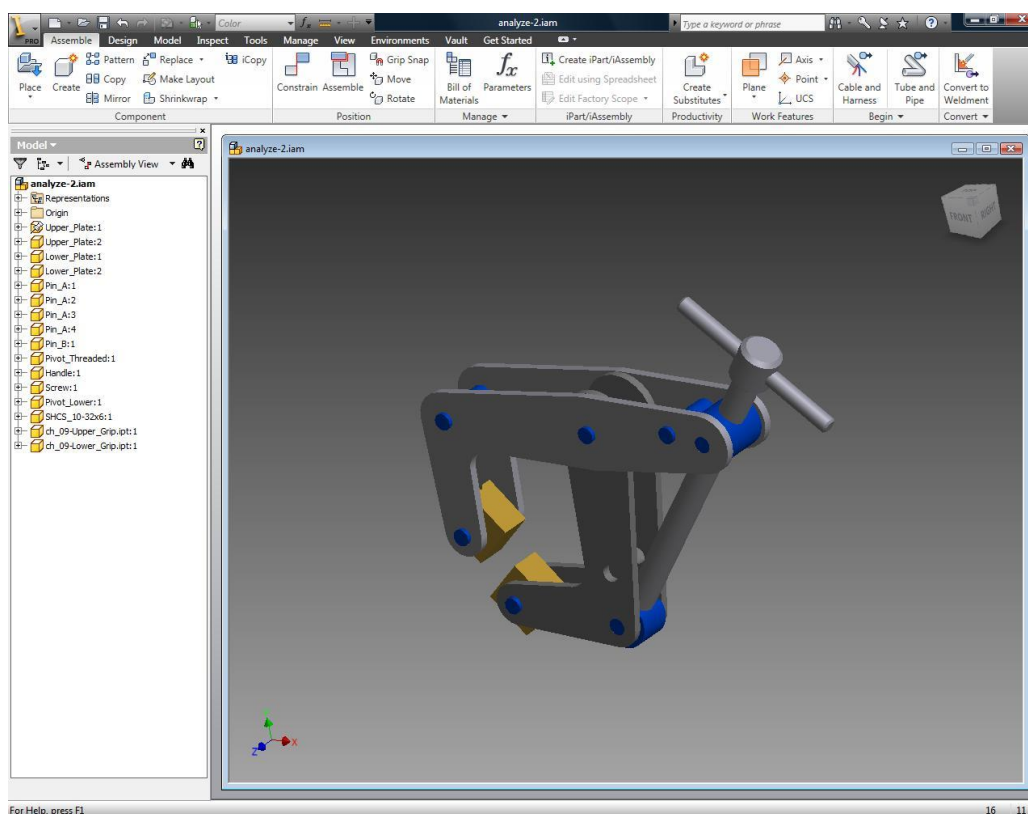 Color
analyze-2.iam
Type a keyword or phrase
PRO
Assemble Design Model Inspect Tools Manage View Environments Vault Get Started
Pattern Replace iCopy Grip Snap Create iPart/iAssembly Axis
Copy Make Layout Move Edit using Spreadsheet Point
Mirror Shrinkwrap Rotate Edit Factory Scope UCS
Place Create Constrain Assemble Bill of Materials Parameters Create Substitutes Plane Cable and Harness Tube and Pipe Convert to Weldment
Component Position Manage iPart/iAssembly Productivity Work Features Begin Convert
Model
Assembly View
analyze-2.iam
Representations
Origin
Upper_Plate:1
Upper_Plate:2
Lower_Plate:1
Lower_Plate:2
Pin_A:1
Pin_A:2
Pin_A:3
Pin_A:4
Pin_B:1
Pivot_Threaded:1
Handle:1
Screw:1
Pivot_Lower:1
SHCS_10-32x6:1
ch_09-Upper_Grip.ipt:1
ch_09-Lower_Grip.ipt:1
analyze-2.iam
FRONT RIGHT
Z X
For Help, press F1
16 11